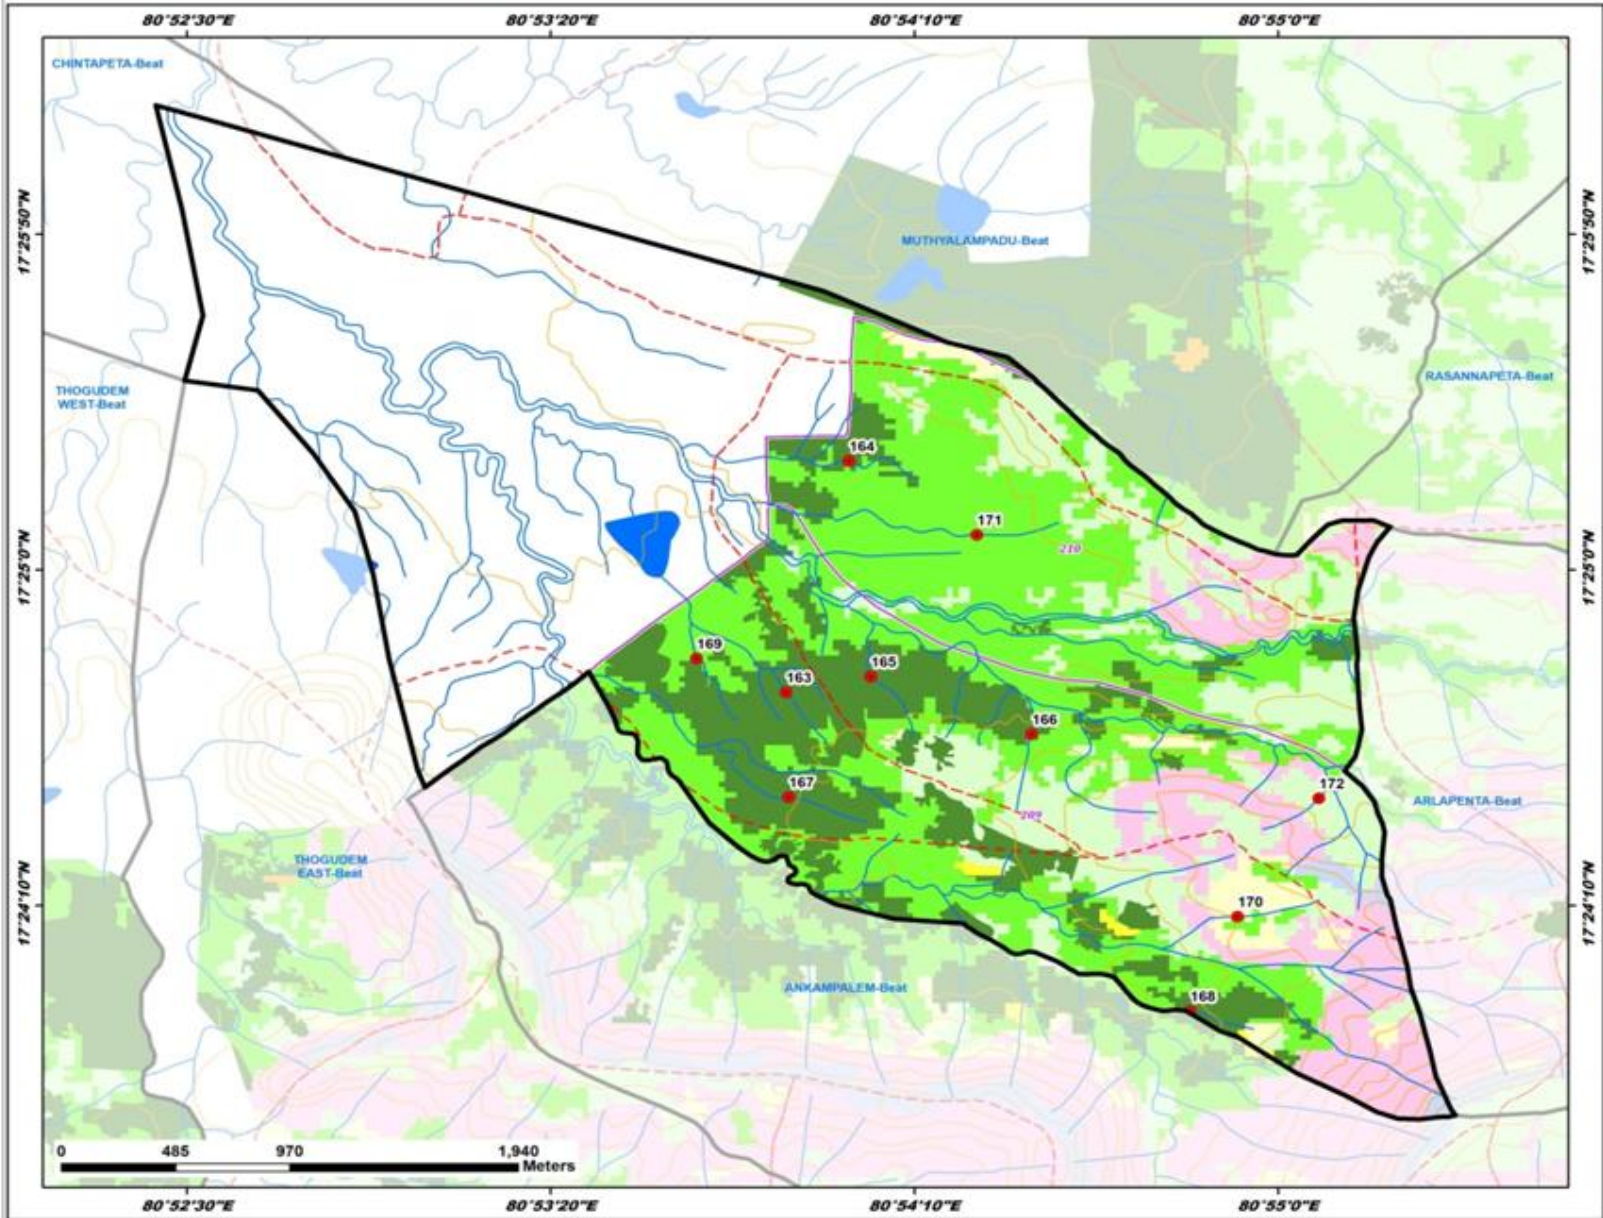 80°52'30"E 80°53'20"E 80°54'10"E 80°55'0"E
CHINTAPETA-Beat
17°25'50"N 17°25'50"N
MUTHYALAMPADU-Beat
RASANNAPETA-Beat
THOGUDEM
WEST-Beat
164
171
210
17°25'0"N 17°25'0"N
169
165
163
166
167
172
ARLAPENTA-Beat
209
THOGUDEM
EAST-Beat
170
17°24'10"N 17°24'10"N
ANKAMPALEM-Beat
168
0 485 970 1,940
Meters
80°52'30"E 80°53'20"E 80°54'10"E 80°55'0"E